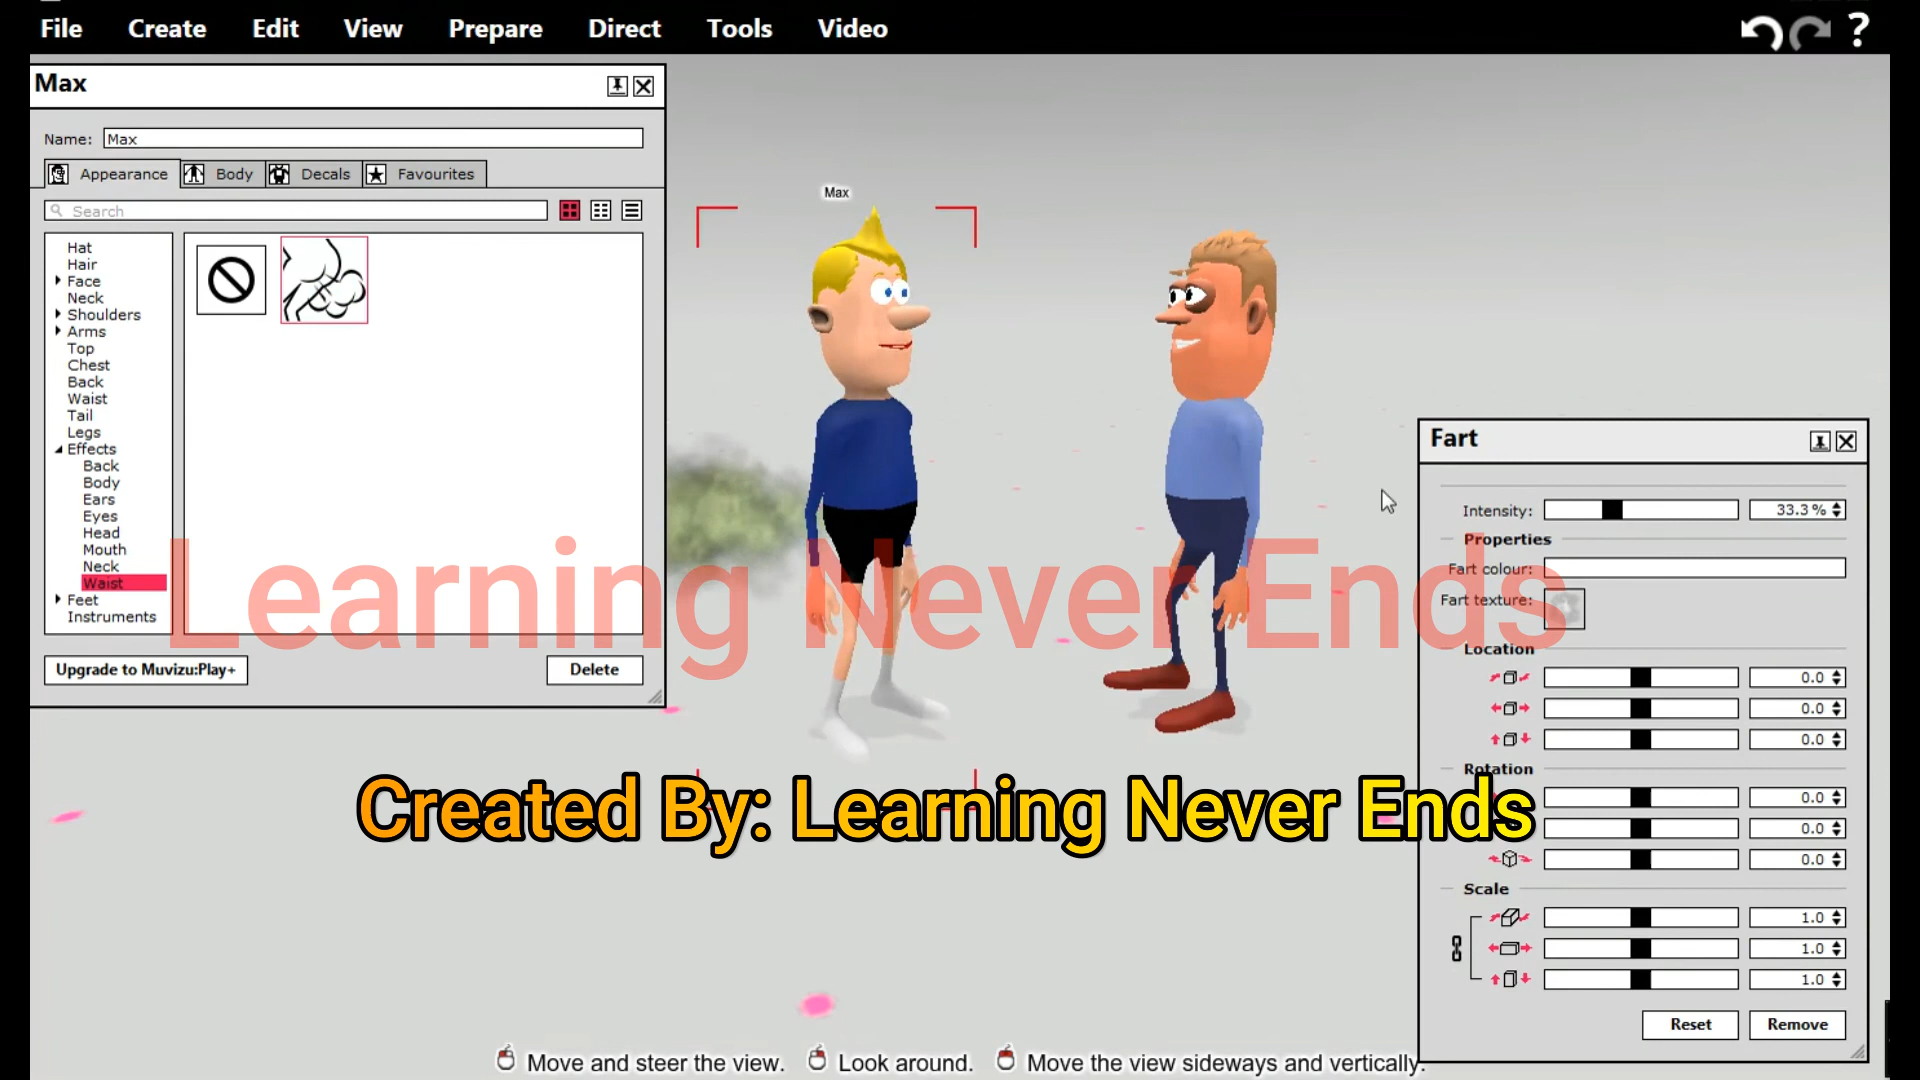 File Create Edit View Prepare Direct Tools Video ?
Max
Name: Max
Appearance Body Decals Favourites
Search
Hat
Hair
Face
Neck
Shoulders
Arms
Top
Chest
Back
Waist
Tail
Legs
Effects
Back
Body
Ears
Eyes
Head
Mouth
Neck
Waist
Feet
Instruments
Upgrade to Muvizu:Play+ Delete
Max
Fart
Intensity: 33.3 %
Properties
Fart colour:
Fart texture:
Location
0.0
0.0
0.0
Rotation
0.0
0.0
0.0
Scale
1.0
1.0
1.0
Reset Remove
Learning Never Ends
Created By: Learning Never Ends
Move and steer the view. Look around. Move the view sideways and vertically.